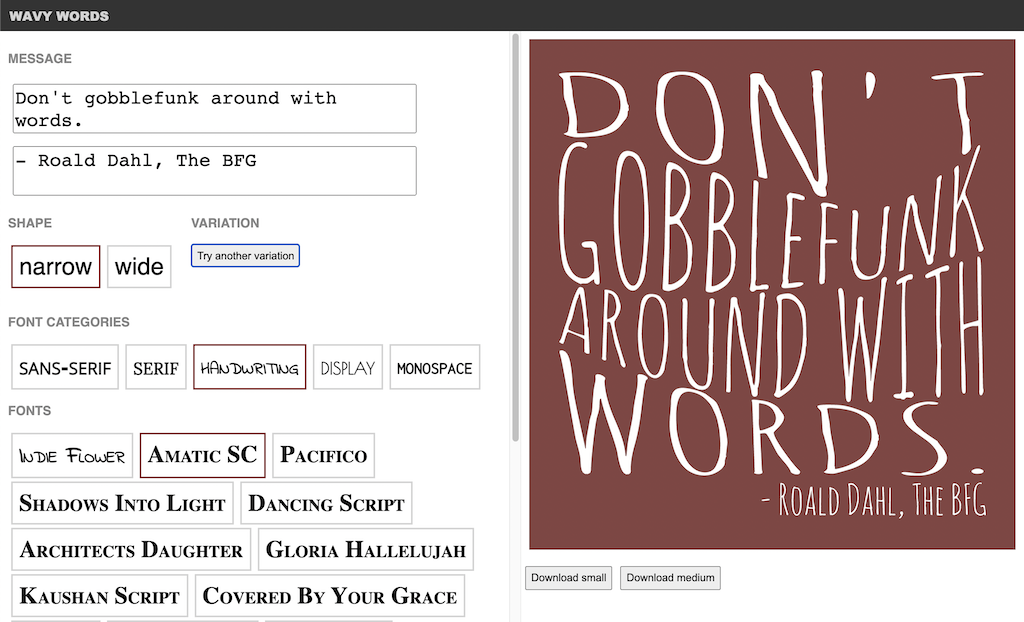 WAVY WORDS
MESSAGE
Don't gobblefunk around with
words.
- Roald Dahl, The BFG
SHAPE
VARIATION
narrow
wide
Try another variation
FONT CATEGORIES
SANS-SERIF
SERIF
HANDWRITING
DISPLAY
MONOSPACE
FONTS
INDIE FLOWER
AMATIC SC
PACIFICO
SHADOWS INTO LIGHT
DANCING SCRIPT
ARCHITECTS DAUGHTER
GLORIA HALLELUJAH
KAUSHAN SCRIPT
COVERED BY YOUR GRACE
DON'T
GOBBLEFUNK
AROUND WITH
WORDS.
- ROALD DAHL, THE BFG
Download small
Download medium